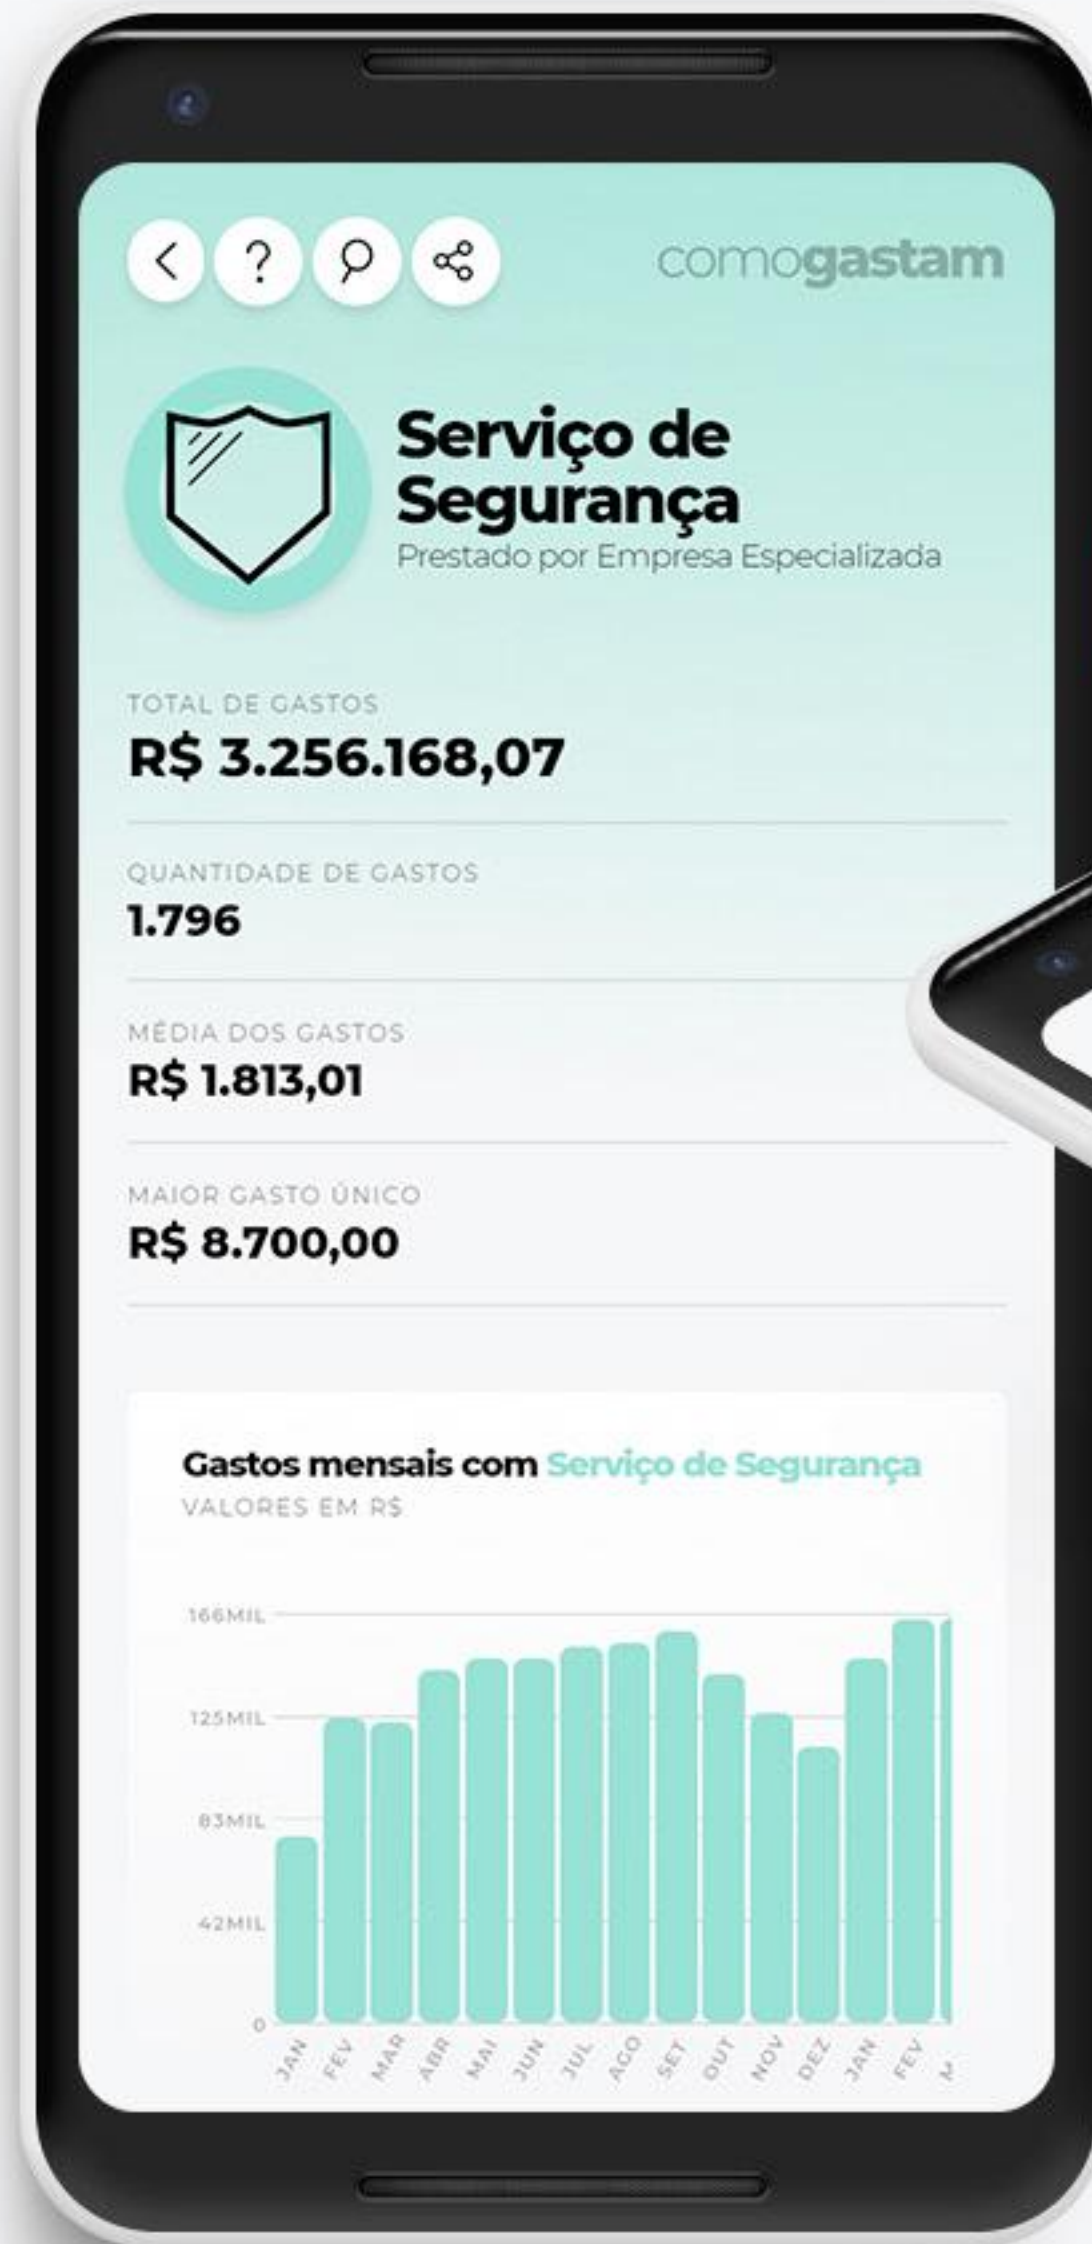 comogastam
Serviço de
Segurança
Prestado por Empresa Especializada
TOTAL DE GASTOS
R$ 3.256.168,07
QUANTIDADE DE GASTOS
1.796
MÉDIA DOS GASTOS
R$ 1.813,01
MAIOR GASTO ÚNICO
R$ 8.700,00
Gastos mensais com Serviço de Segurança
VALORES EM R$
166MIL
125MIL
83MIL
42MIL
0
JAN FEV MAR ABR MAI JUN JUL AGO SET OUT NOV DEZ JAN FEV